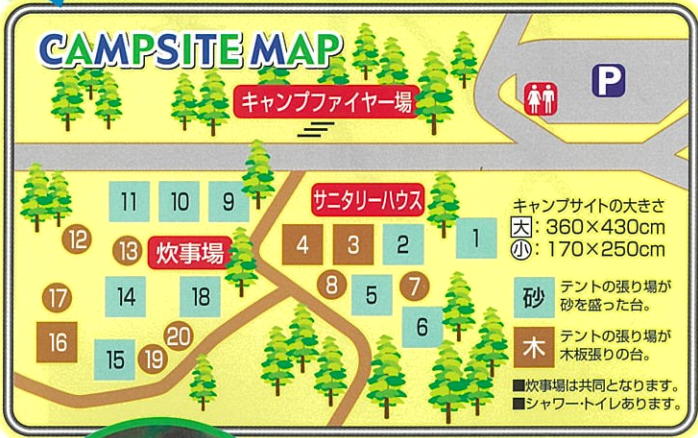 CAMPSITE MAP
キャンプファイヤー場
P
11
10
9
サニタリーハウス
キャンプサイトの大きさ
大:360×430cm
小:170×250cm
12
13
炊事場
4
3
2
1
17
14
18
8
5
7
砂
テントの張り場が
砂を盛った台。
16
15
19
20
6
木
テントの張り場が
木板張りの台。
■炊事場は共同となります。
■シャワー・トイレあります。